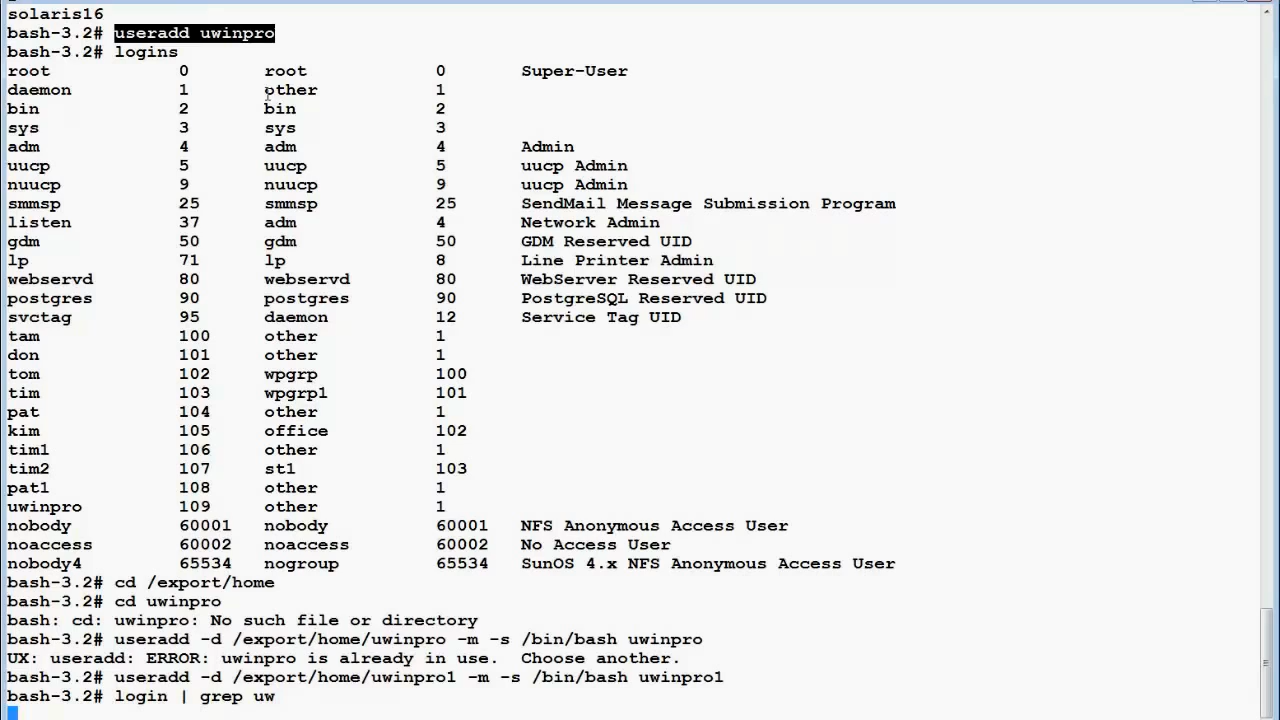 solaris16
bash-3.2# useradd uwinpro
bash-3.2# logins
root 0 root 0 Super-User
daemon 1 other 1
bin 2 bin 2
sys 3 sys 3
adm 4 adm 4 Admin
uucp 5 uucp 5 uucp Admin
nuucp 9 nuucp 9 uucp Admin
smmsp 25 smmsp 25 SendMail Message Submission Program
listen 37 adm 4 Network Admin
gdm 50 gdm 50 GDM Reserved UID
lp 71 lp 8 Line Printer Admin
webservd 80 webservd 80 WebServer Reserved UID
postgres 90 postgres 90 PostgreSQL Reserved UID
svctag 95 daemon 12 Service Tag UID
tam 100 other 1
don 101 other 1
tom 102 wpgrp 100
tim 103 wpgrp1 101
pat 104 other 1
kim 105 office 102
tim1 106 other 1
tim2 107 st1 103
pat1 108 other 1
uwinpro 109 other 1
nobody 60001 nobody 60001 NFS Anonymous Access User
noaccess 60002 noaccess 60002 No Access User
nobody4 65534 nogroup 65534 SunOS 4.x NFS Anonymous Access User
bash-3.2# cd /export/home
bash-3.2# cd uwinpro
bash: cd: uwinpro: No such file or directory
bash-3.2# useradd -d /export/home/uwinpro -m -s /bin/bash uwinpro
UX: useradd: ERROR: uwinpro is already in use.  Choose another.
bash-3.2# useradd -d /export/home/uwinpro1 -m -s /bin/bash uwinpro1
bash-3.2# login | grep uw